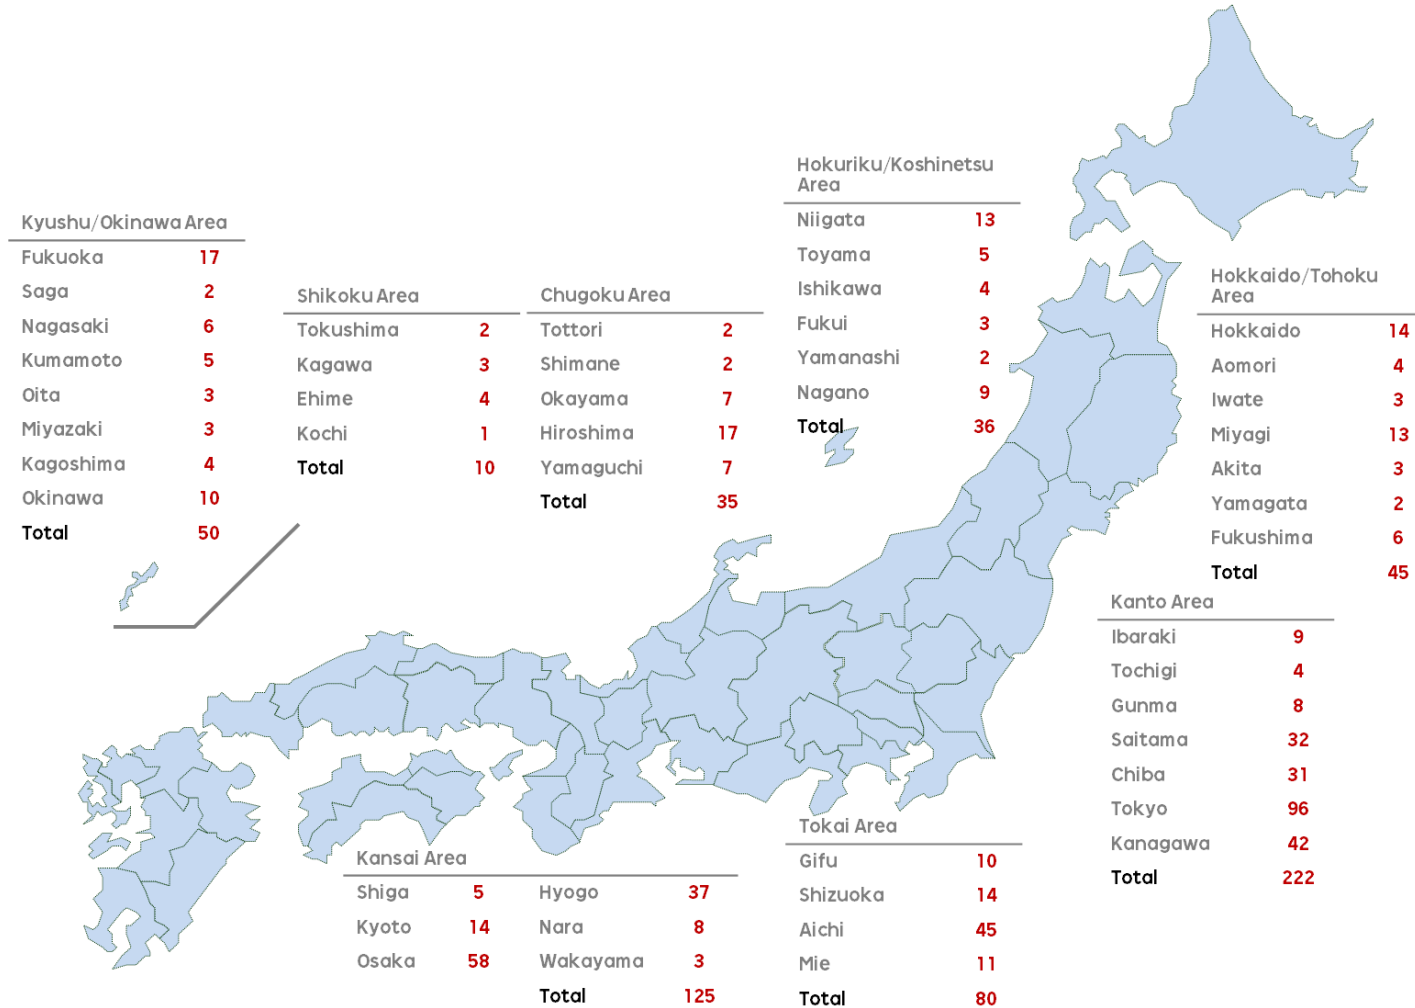 Kyushu/Okinawa Area
Fukuoka 17
Saga 2
Nagasaki 6
Kumamoto 5
Oita 3
Miyazaki 3
Kagoshima 4
Okinawa 10
Total 50
Shikoku Area
Tokushima 2
Kagawa 3
Ehime 4
Kochi 1
Total 10
Chugoku Area
Tottori 2
Shimane 2
Okayama 7
Hiroshima 17
Yamaguchi 7
Total 35
Hokuriku/Koshinetsu
Area
Niigata 13
Toyama 5
Ishikawa 4
Fukui 3
Yamanashi 2
Nagano 9
Total 36
Hokkaido/Tohoku
Area
Hokkaido 14
Aomori 4
Iwate 3
Miyagi 13
Akita 3
Yamagata 2
Fukushima 6
Total 45
Kanto Area
Ibaraki 9
Tochigi 4
Gunma 8
Saitama 32
Chiba 31
Tokyo 96
Kanagawa 42
Total 222
Kansai Area
Shiga 5 Hyogo 37
Kyoto 14 Nara 8
Osaka 58 Wakayama 3
Total 125
Tokai Area
Gifu 10
Shizuoka 14
Aichi 45
Mie 11
Total 80